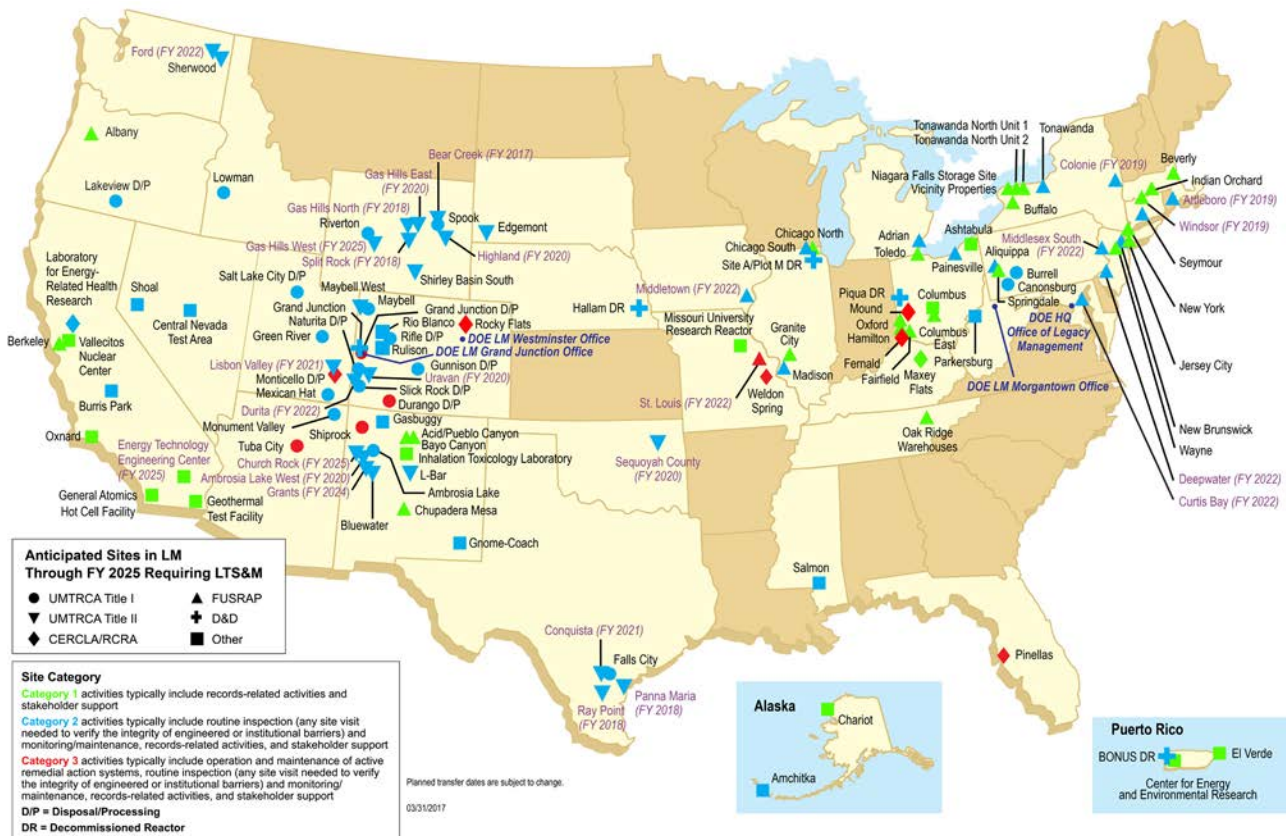 Ford (FY 2022)
Sherwood
Albany
Lakeview D/P
Lowman
Bear Creek (FY 2017)
Gas Hills East
(FY 2020)
Gas Hills North (FY 2018)
Riverton
Gas Hills West (FY 2025)
Split Rock (FY 2018)
Spook
Highland (FY 2020)
Shirley Basin South
Edgemont
Laboratory
for Energy-
Related Health
Research
Shoal
Central Nevada
Test Area
Berkeley
Vallecitos
Nuclear
Center
Burris Park
Oxnard
Energy Technology
Engineering Center
(FY 2025)
General Atomics
Hot Cell Facility
Geothermal
Test Facility
Salt Lake City D/P
Maybell West
Maybell
Grand Junction
Grand Junction D/P
Naturita D/P
Rio Blanco
Green River
Rifle D/P
Rulison
Rocky Flats
DOE LM Westminster Office
DOE LM Grand Junction Office
Lisbon Valley (FY 2021)
Gunnison D/P
Monticello D/P
Uravan (FY 2020)
Mexican Hat
Slick Rock D/P
Durita (FY 2022)
Durango D/P
Monument Valley
Gasbuggy
Shiprock
Tuba City
Acid/Pueblo Canyon
Bayo Canyon
Inhalation Toxicology Laboratory
Church Rock (FY 2025)
Ambrosia Lake West (FY 2020)
Grants (FY 2024)
L-Bar
Ambrosia Lake
Bluewater
Chupadera Mesa
Gnome-Coach
Hallam DR
Sequoyah County
(FY 2020)
Conquista (FY 2021)
Falls City
Ray Point
(FY 2018)
Panna Maria
(FY 2018)
Chicago North
Chicago South
Site A/Plot M DR
Middletown (FY 2022)
Missouri University
Research Reactor
Granite
City
Madison
St. Louis (FY 2022)
Weldon
Spring
Adrian
Toledo
Ashtabula
Painesville
Aliquippa
Burrell
Canonsburg
Springdale
Piqua DR
Mound
Oxford
Hamilton
Fernald
Fairfield
Columbus
Columbus
East
Parkersburg
Maxey
Flats
Oak Ridge
Warehouses
Salmon
Pinellas
Tonawanda North Unit 1
Tonawanda North Unit 2
Tonawanda
Niagara Falls Storage Site
Vicinity Properties
Buffalo
Colonie (FY 2019)
Beverly
Indian Orchard
Attleboro (FY 2019)
Windsor (FY 2019)
Middlesex South
(FY 2022)
Seymour
New York
Jersey City
New Brunswick
Wayne
Deepwater (FY 2022)
Curtis Bay (FY 2022)
DOE HQ
Office of Legacy
Management
DOE LM Morgantown Office
Anticipated Sites in LM
Through FY 2025 Requiring LTS&M
UMTRCA Title I
FUSRAP
UMTRCA Title II
D&D
CERCLA/RCRA
Other
Site Category
Category 1 activities typically include records-related activities and
stakeholder support
Category 2 activities typically include routine inspection (any site visit
needed to verify the integrity of engineered or institutional barriers) and
monitoring/maintenance, records-related activities, and stakeholder support
Category 3 activities typically include operation and maintenance of active
remedial action systems, routine inspection (any site visit needed to verify
the integrity of engineered or institutional barriers) and monitoring/
maintenance, records-related activities, and stakeholder support
D/P = Disposal/Processing
DR = Decommissioned Reactor
Planned transfer dates are subject to change.
03/31/2017
Alaska
Chariot
Amchitka
Puerto Rico
BONUS DR
El Verde
Center for Energy
and Environmental Research